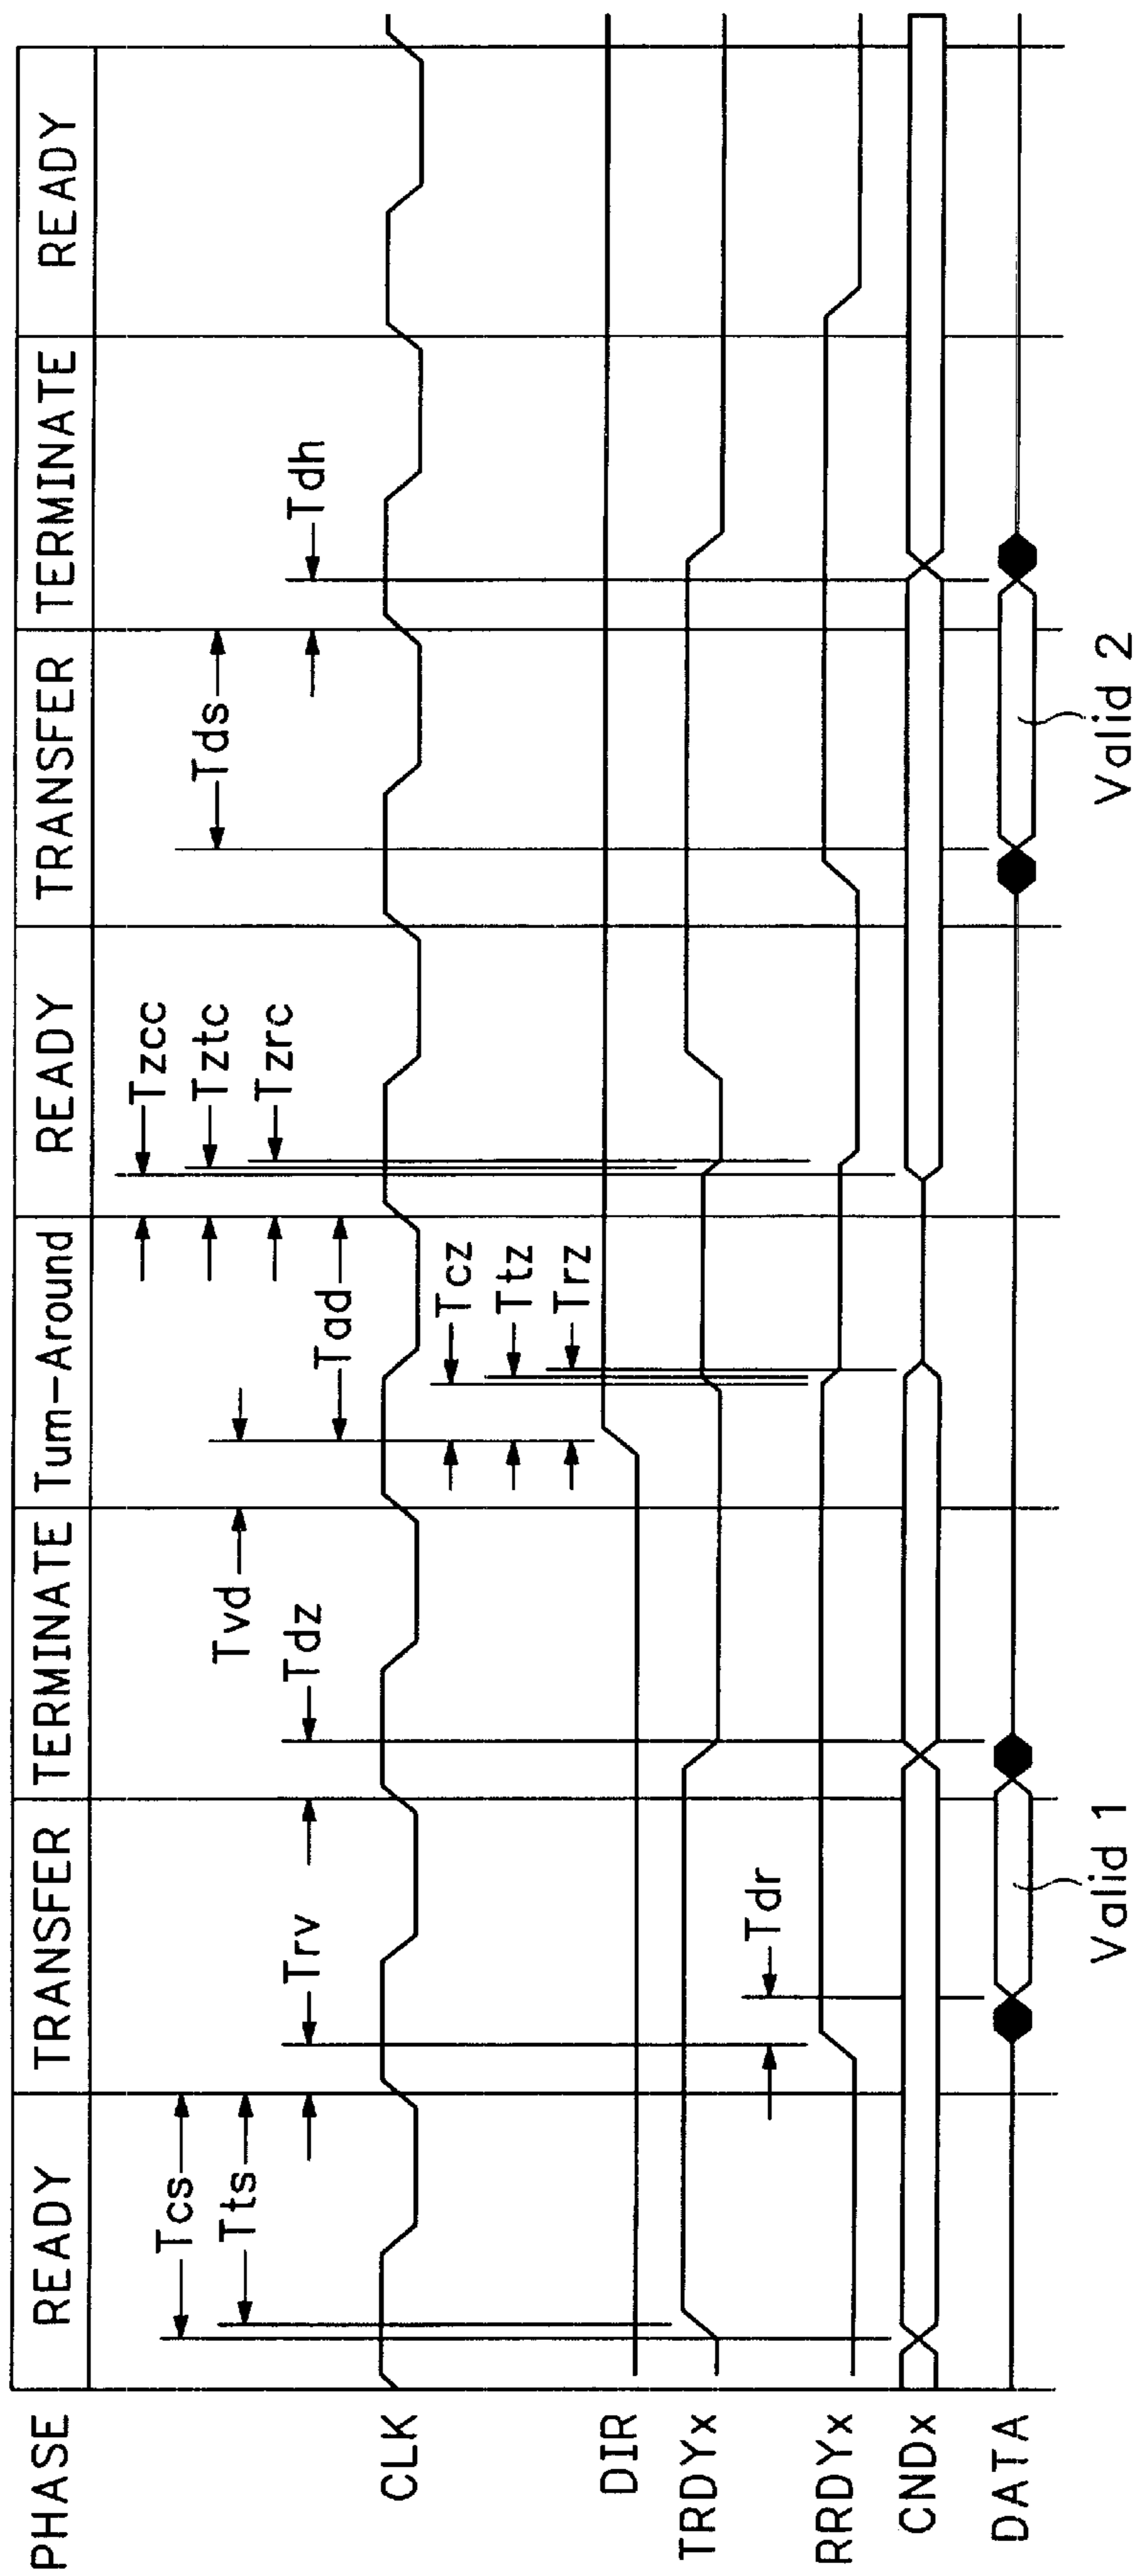 PHASE READY TRANSFER TERMINATE Tum-Around READY TRANSFER TERMINATE READY
Tcs
Tzcc
Tts
Tvd
Tztc
Tds
Trv
Tdz
Tzrc
Tdh
Tad
CLK
Tcz
Ttz
Trz
DIR
TRDYx
Tdr
RRDYx
CNDx
DATA
Valid 1
Valid 2